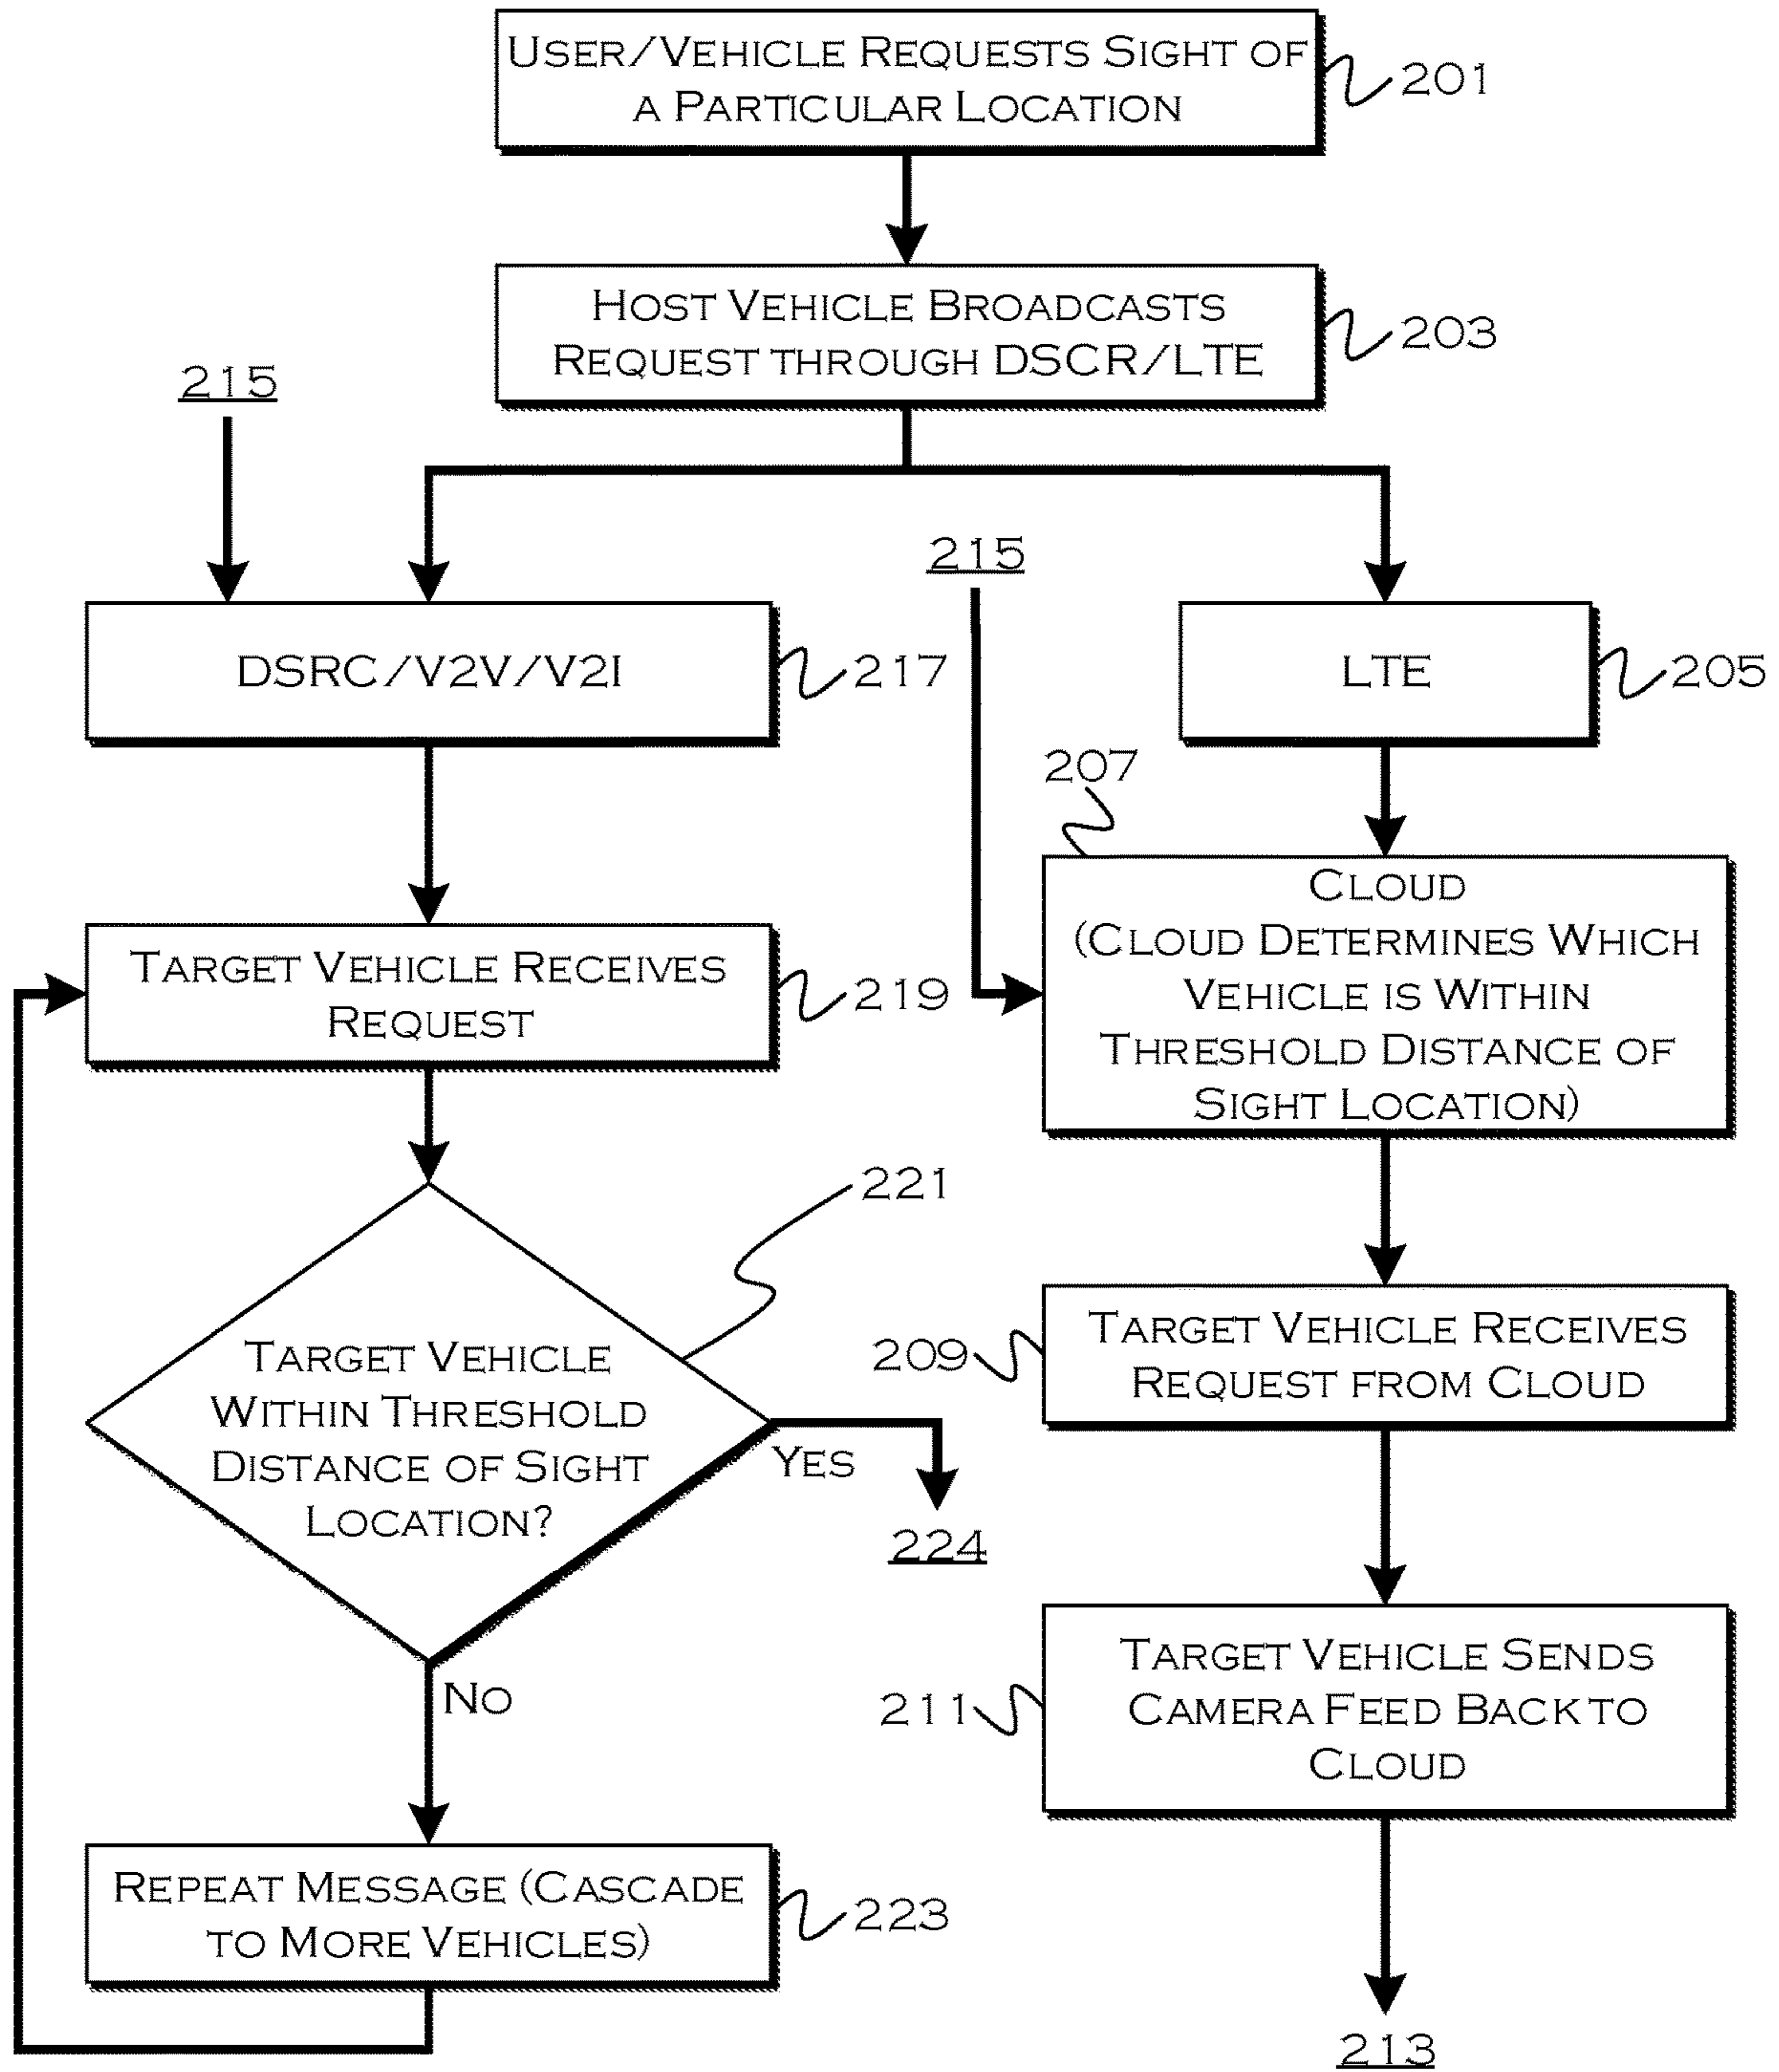 USER/VEHICLE REQUESTS SIGHT OF
A PARTICULAR LOCATION
201
HOST VEHICLE BROADCASTS
REQUEST THROUGH DSCR/LTE
203
215
215
DSRC/V2V/V2I
217
LTE
205
207
CLOUD
(CLOUD DETERMINES WHICH
VEHICLE IS WITHIN
THRESHOLD DISTANCE OF
SIGHT LOCATION)
TARGET VEHICLE RECEIVES
REQUEST
219
221
TARGET VEHICLE
WITHIN THRESHOLD
DISTANCE OF SIGHT
LOCATION?
YES
224
NO
209
TARGET VEHICLE RECEIVES
REQUEST FROM CLOUD
211
TARGET VEHICLE SENDS
CAMERA FEED BACK TO
CLOUD
REPEAT MESSAGE (CASCADE
TO MORE VEHICLES)
223
213